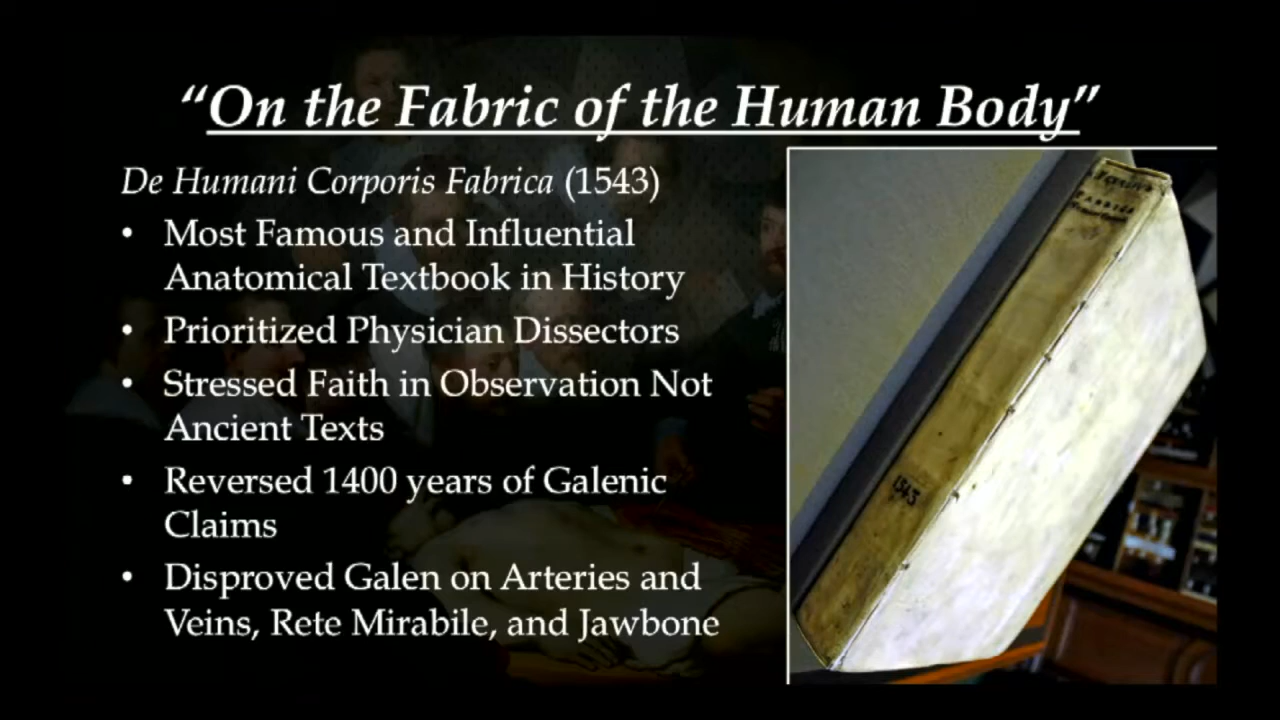 “On the Fabric of the Human Body”
De Humani Corporis Fabrica (1543)
• Most Famous and Influential
Anatomical Textbook in History
• Prioritized Physician Dissectors
• Stressed Faith in Observation Not
Ancient Texts
• Reversed 1400 years of Galenic
Claims
• Disproved Galen on Arteries and
Veins, Rete Mirabile, and Jawbone
FABRICA
1543